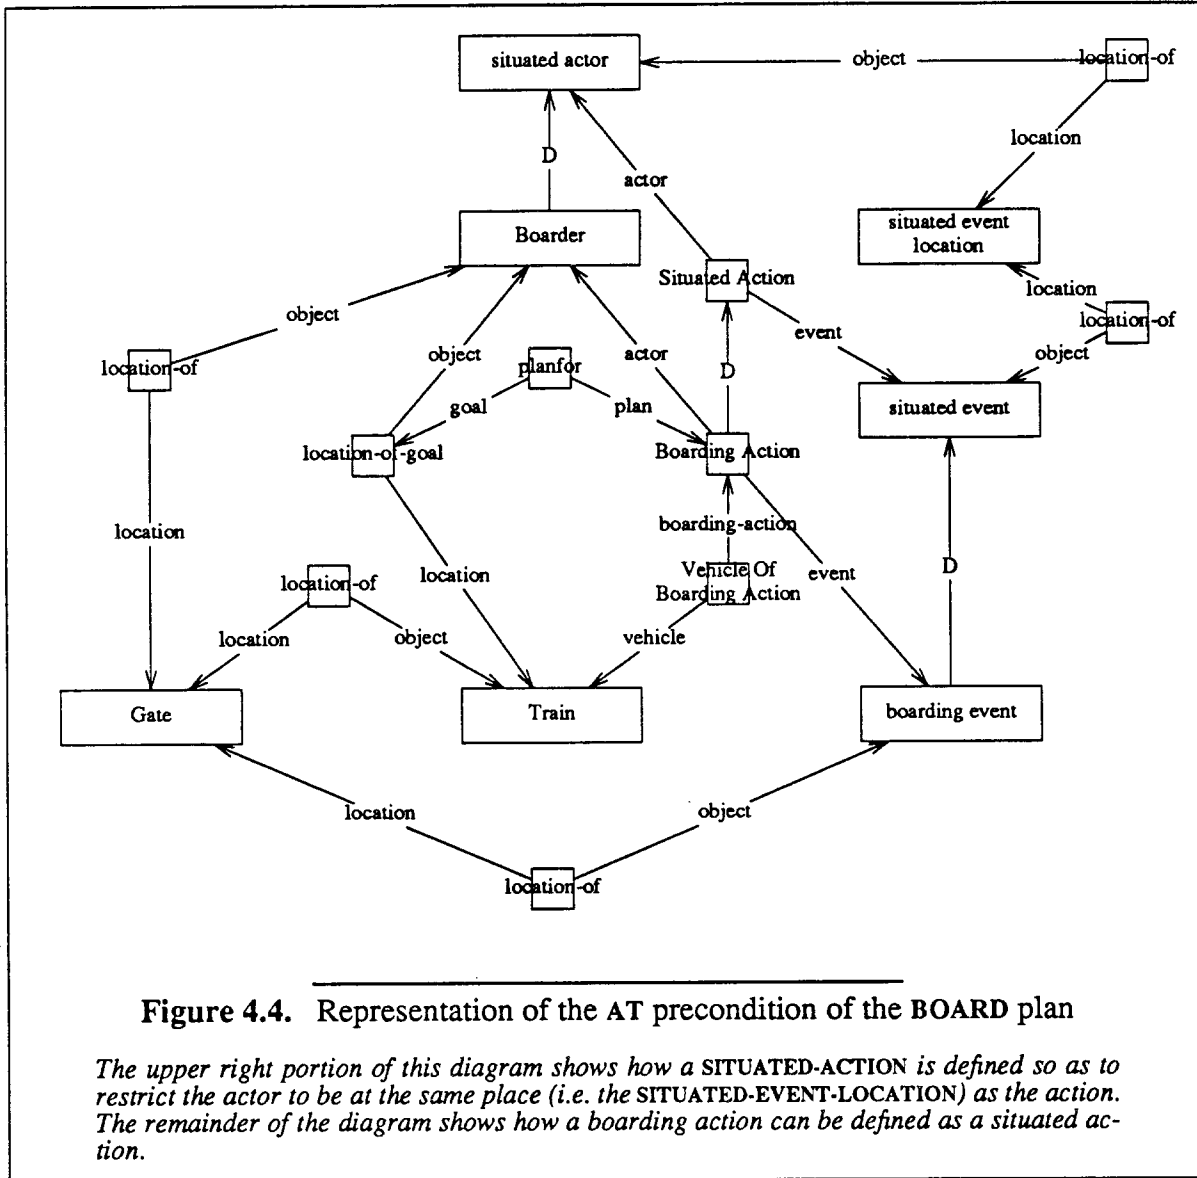 situated actor
object
location-of
location
D
actor
situated event
location
Boarder
Situated Action
location
location-of
object
event
object
location-of
object
planfor
actor
D
goal
plan
situated event
location-of-goal
Boarding Action
location
boarding-action
location
Vehicle Of
Boarding Action
event
D
location-of
location
object
vehicle
Gate
Train
boarding event
location
object
location-of
Figure 4.4. Representation of the AT precondition of the BOARD plan
The upper right portion of this diagram shows how a SITUATED-ACTION is defined so as to
restrict the actor to be at the same place (i.e. the SITUATED-EVENT-LOCATION) as the action.
The remainder of the diagram shows how a boarding action can be defined as a situated ac-
tion.